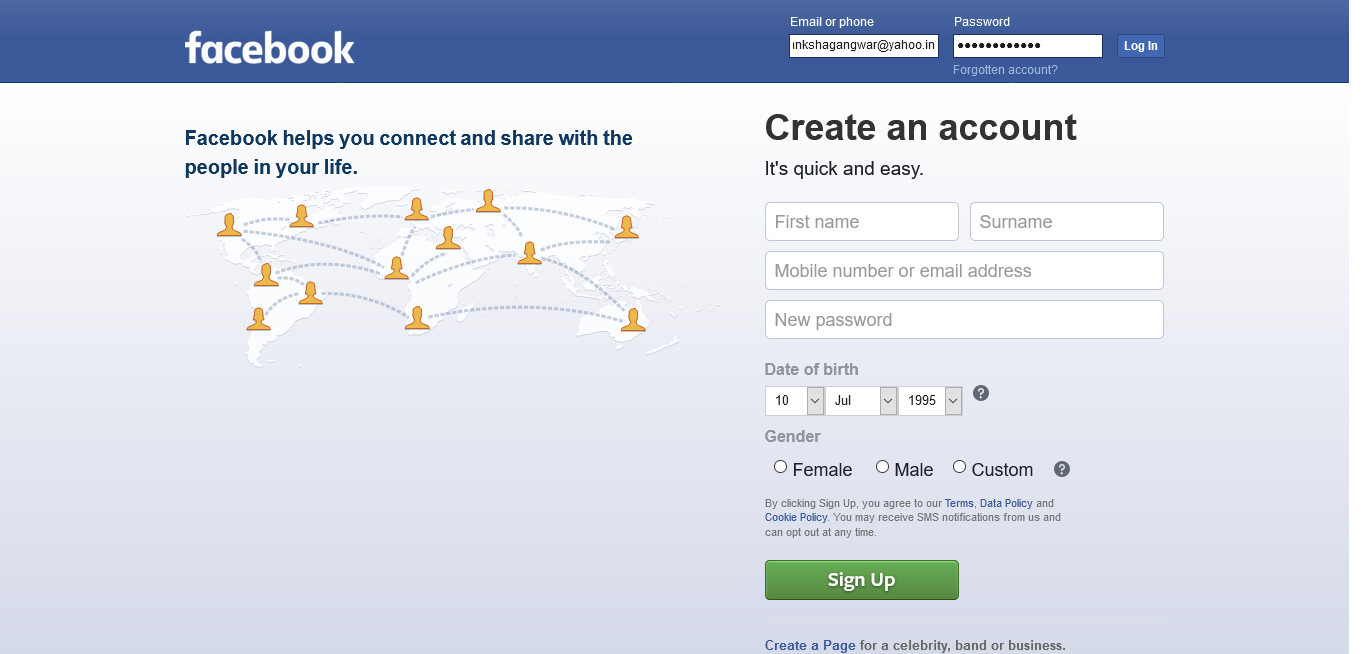 facebook
Email or phone
Password
nkshagangwar@yahoo.in
••••••••••••
Log In
Forgotten account?
Facebook helps you connect and share with the
people in your life.
Create an account
It's quick and easy.
First name
Surname
Mobile number or email address
New password
Date of birth
10
Jul
1995
?
Gender
Female
Male
Custom
?
By clicking Sign Up, you agree to our Terms, Data Policy and
Cookie Policy. You may receive SMS notifications from us and
can opt out at any time.
Sign Up
Create a Page for a celebrity, band or business.